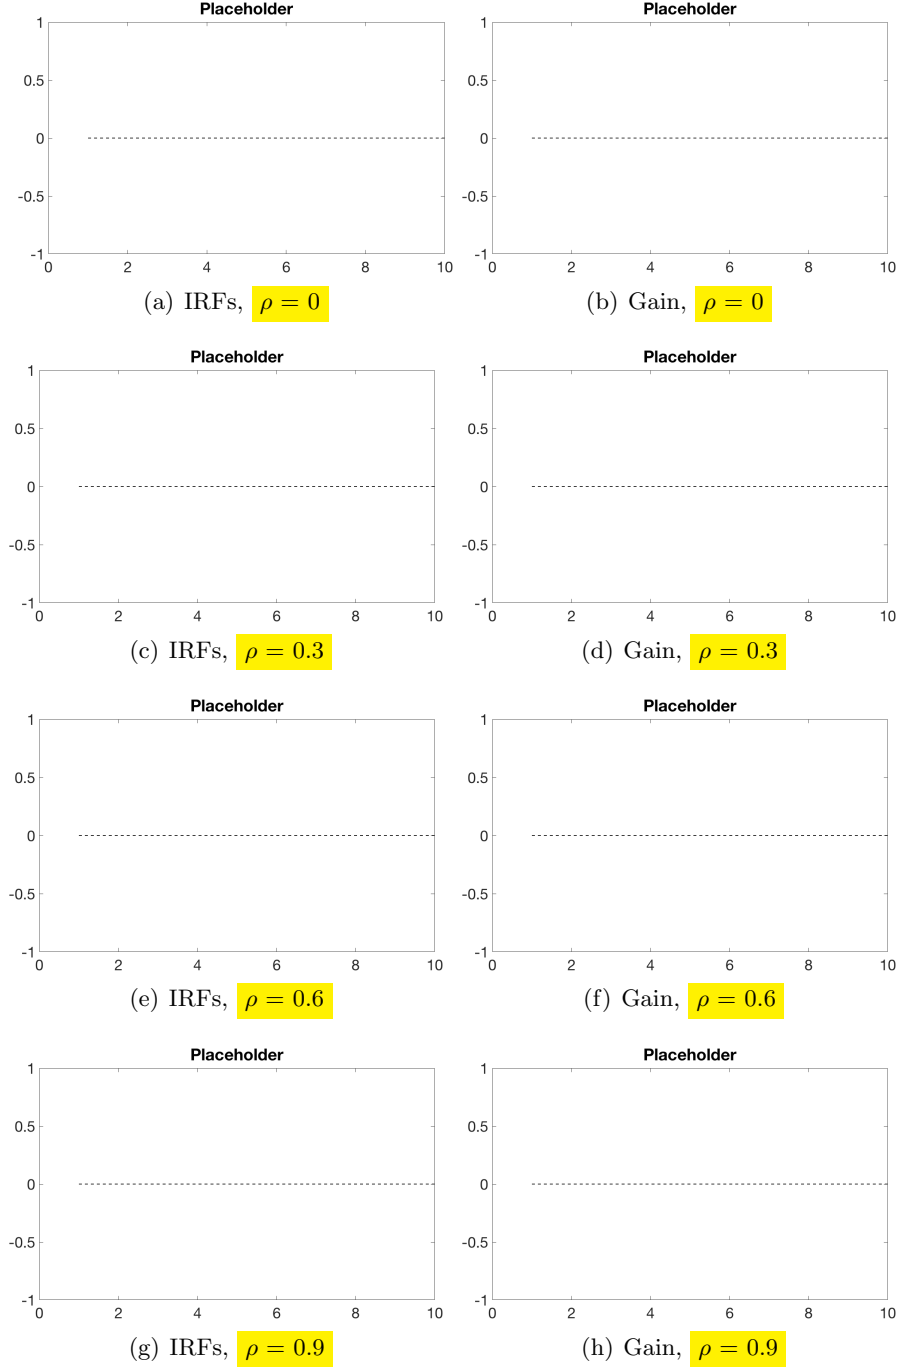 Placeholder Placeholder
1 1
0.5 0.5
0 0
-0.5 -0.5
-1 -1
0 2 4 6 8 10 0 2 4 6 8 10
(a) IRFs, ρ = 0 (b) Gain, ρ = 0
Placeholder Placeholder
1 1
0.5 0.5
0 0
-0.5 -0.5
-1 -1
0 2 4 6 8 10 0 2 4 6 8 10
(c) IRFs, ρ = 0.3 (d) Gain, ρ = 0.3
Placeholder Placeholder
1 1
0.5 0.5
0 0
-0.5 -0.5
-1 -1
0 2 4 6 8 10 0 2 4 6 8 10
(e) IRFs, ρ = 0.6 (f) Gain, ρ = 0.6
Placeholder Placeholder
1 1
0.5 0.5
0 0
-0.5 -0.5
-1 -1
0 2 4 6 8 10 0 2 4 6 8 10
(g) IRFs, ρ = 0.9 (h) Gain, ρ = 0.9